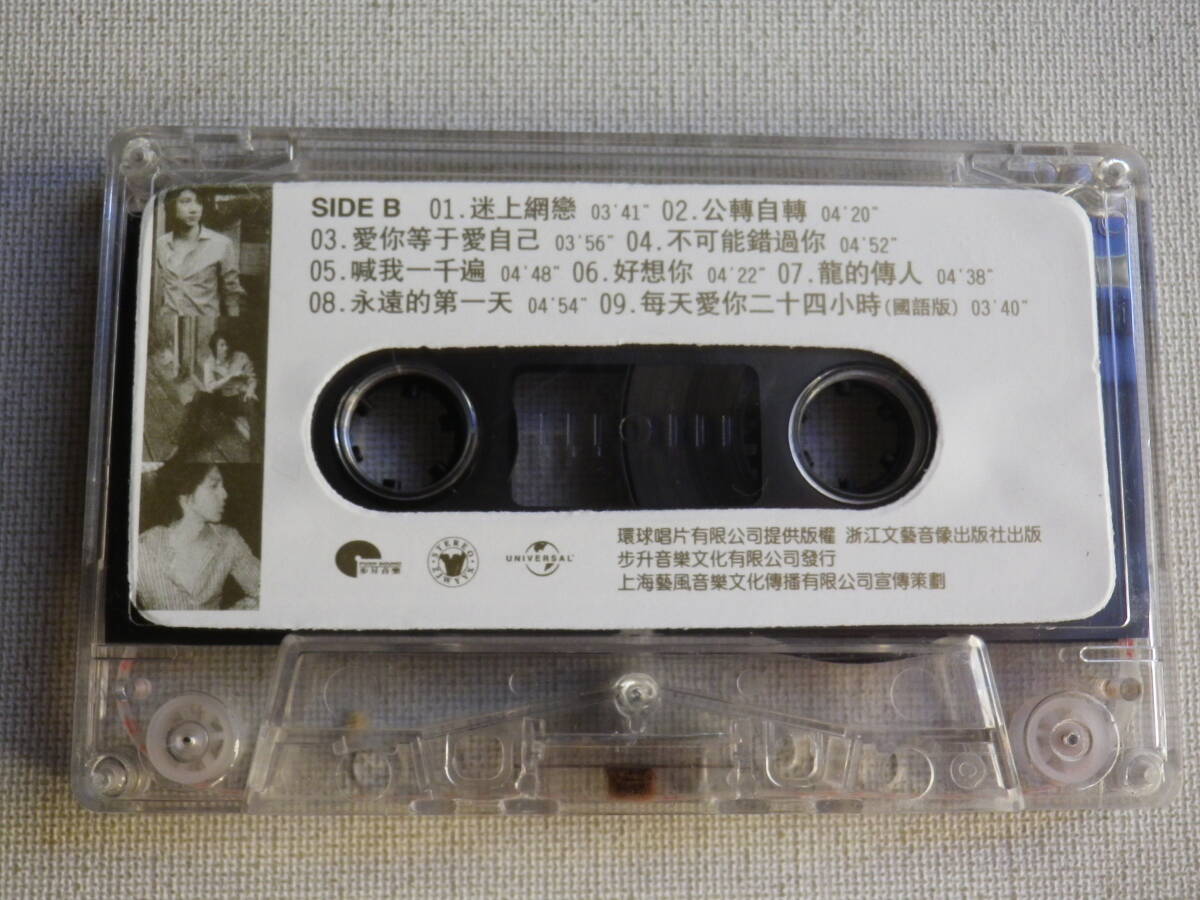 SIDE B 01.迷上網戀 03'41" 02.公轉自轉 04'20"
03.愛你等于愛自己 03'56" 04.不可能錯過你 04'52"
05.喊我一千遍 04'48" 06.好想你 04'22" 07.龍的傳人 04'38"
08.永遠的第一天 04'54" 09.每天愛你二十四小時(國語版) 03'40"
步昇音樂
STEREO
UNIVERSAL
環球唱片有限公司提供版權 浙江文藝音像出版社出版
步升音樂文化有限公司發行
上海藝風音樂文化傳播有限公司宣傳策劃